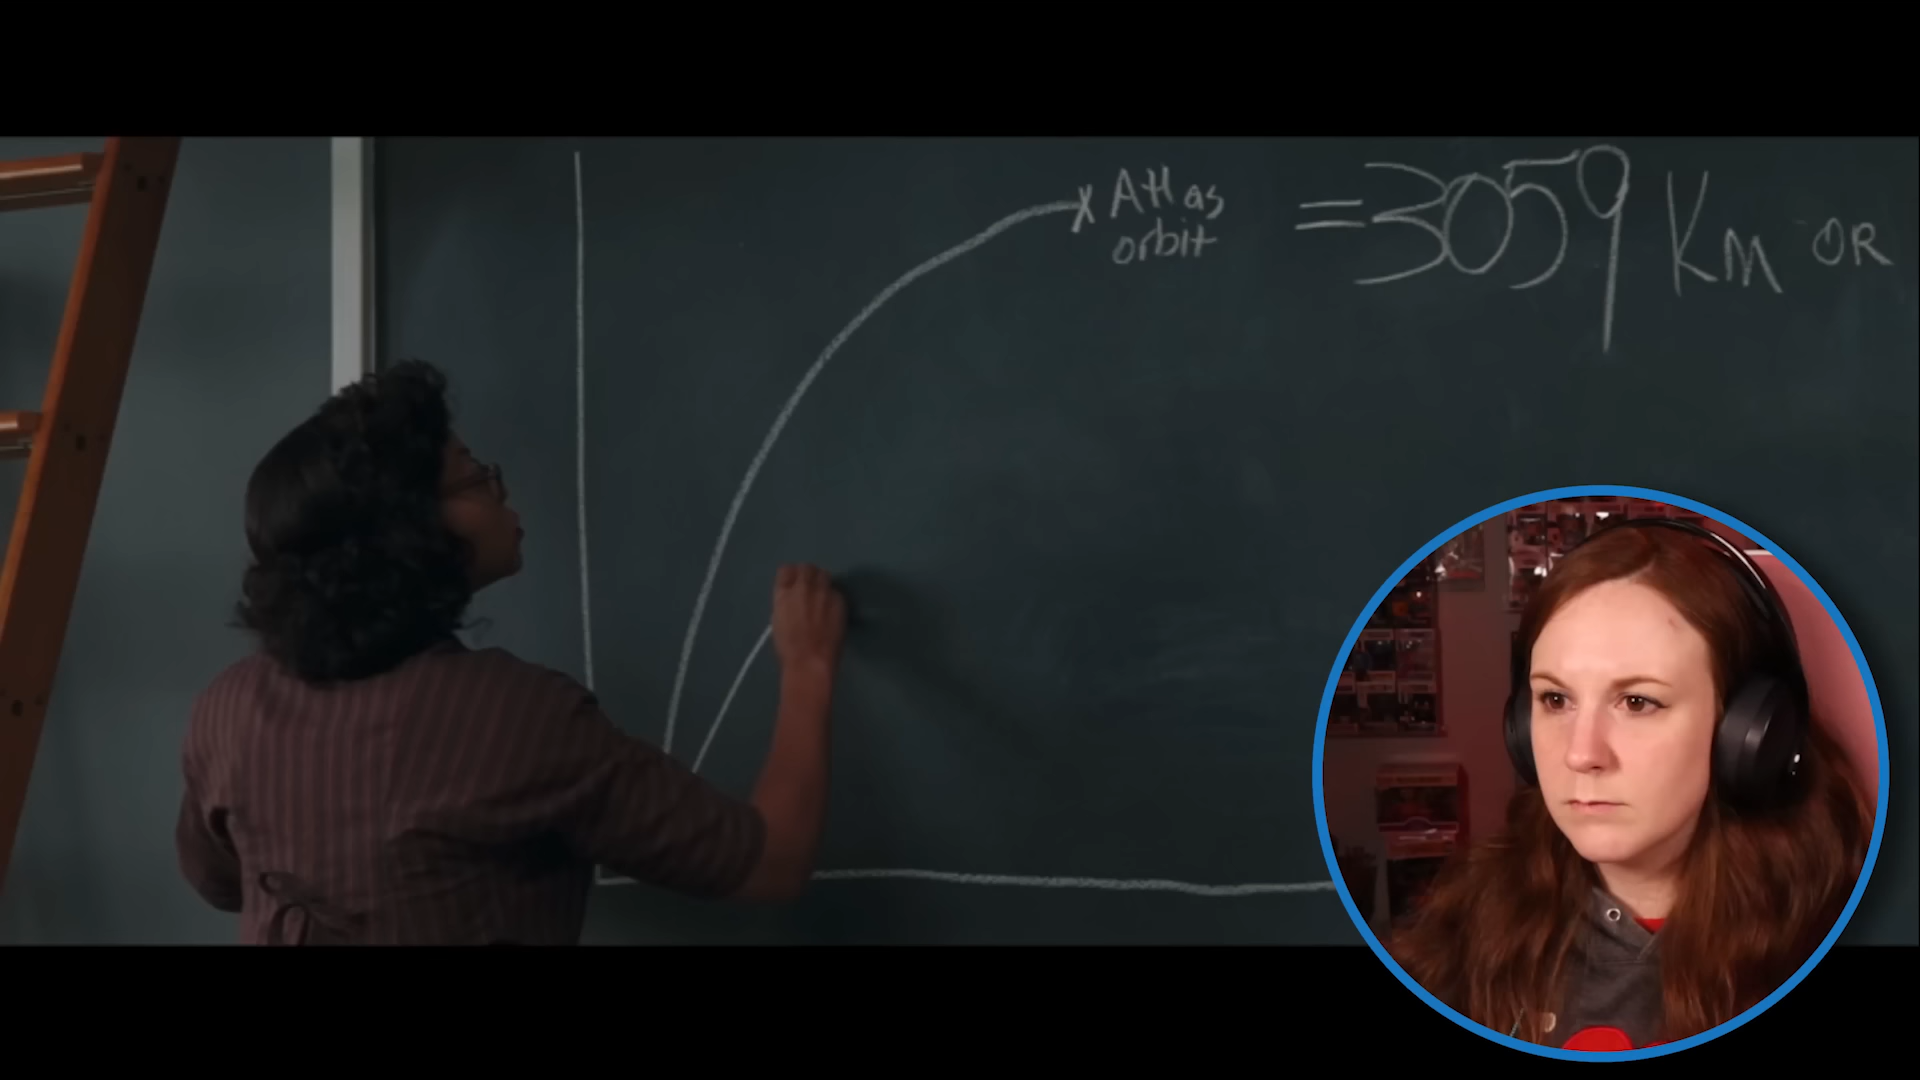 x Atlas
orbit
=3059 Km OR